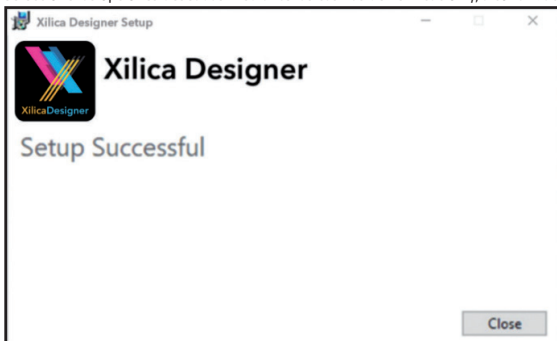 Xilica Designer Setup
Xilica Designer
XilicaDesigner
Setup Successful
Close